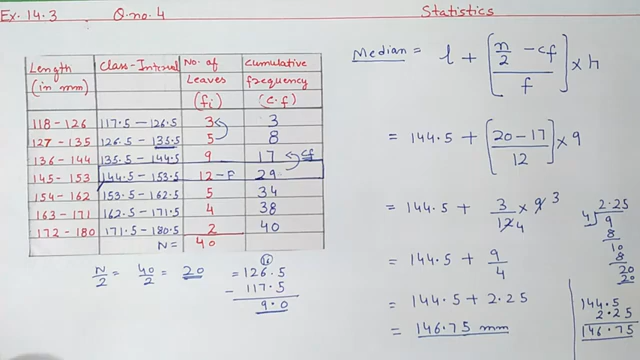 Ex. 14.3 Q.no. 4 Statistics
Length (in mm) Class-Interval No. of Leaves (fi) Cumulative frequency (c.f)
118-126 117.5-126.5 3 3
127-135 126.5-135.5 5 8
136-144 135.5-144.5 9 17 cf
145-153 144.5-153.5 12-f 29
154-162 153.5-162.5 5 34
163-171 162.5-171.5 4 38
172-180 171.5-180.5 2 40
N= 40
N/2 = 40/2 = 20
16
= 126.5
- 117.5
9.0
Median = l + [(n/2 - cf)/f] × h
= 144.5 + [(20-17)/12] × 9
= 144.5 + 3/12 4 × 9 3
= 144.5 + 9/4
= 144.5 + 2.25
= 146.75 mm
2.25
4 √9
8
10
8
20
20
144.5
2.25
146.75